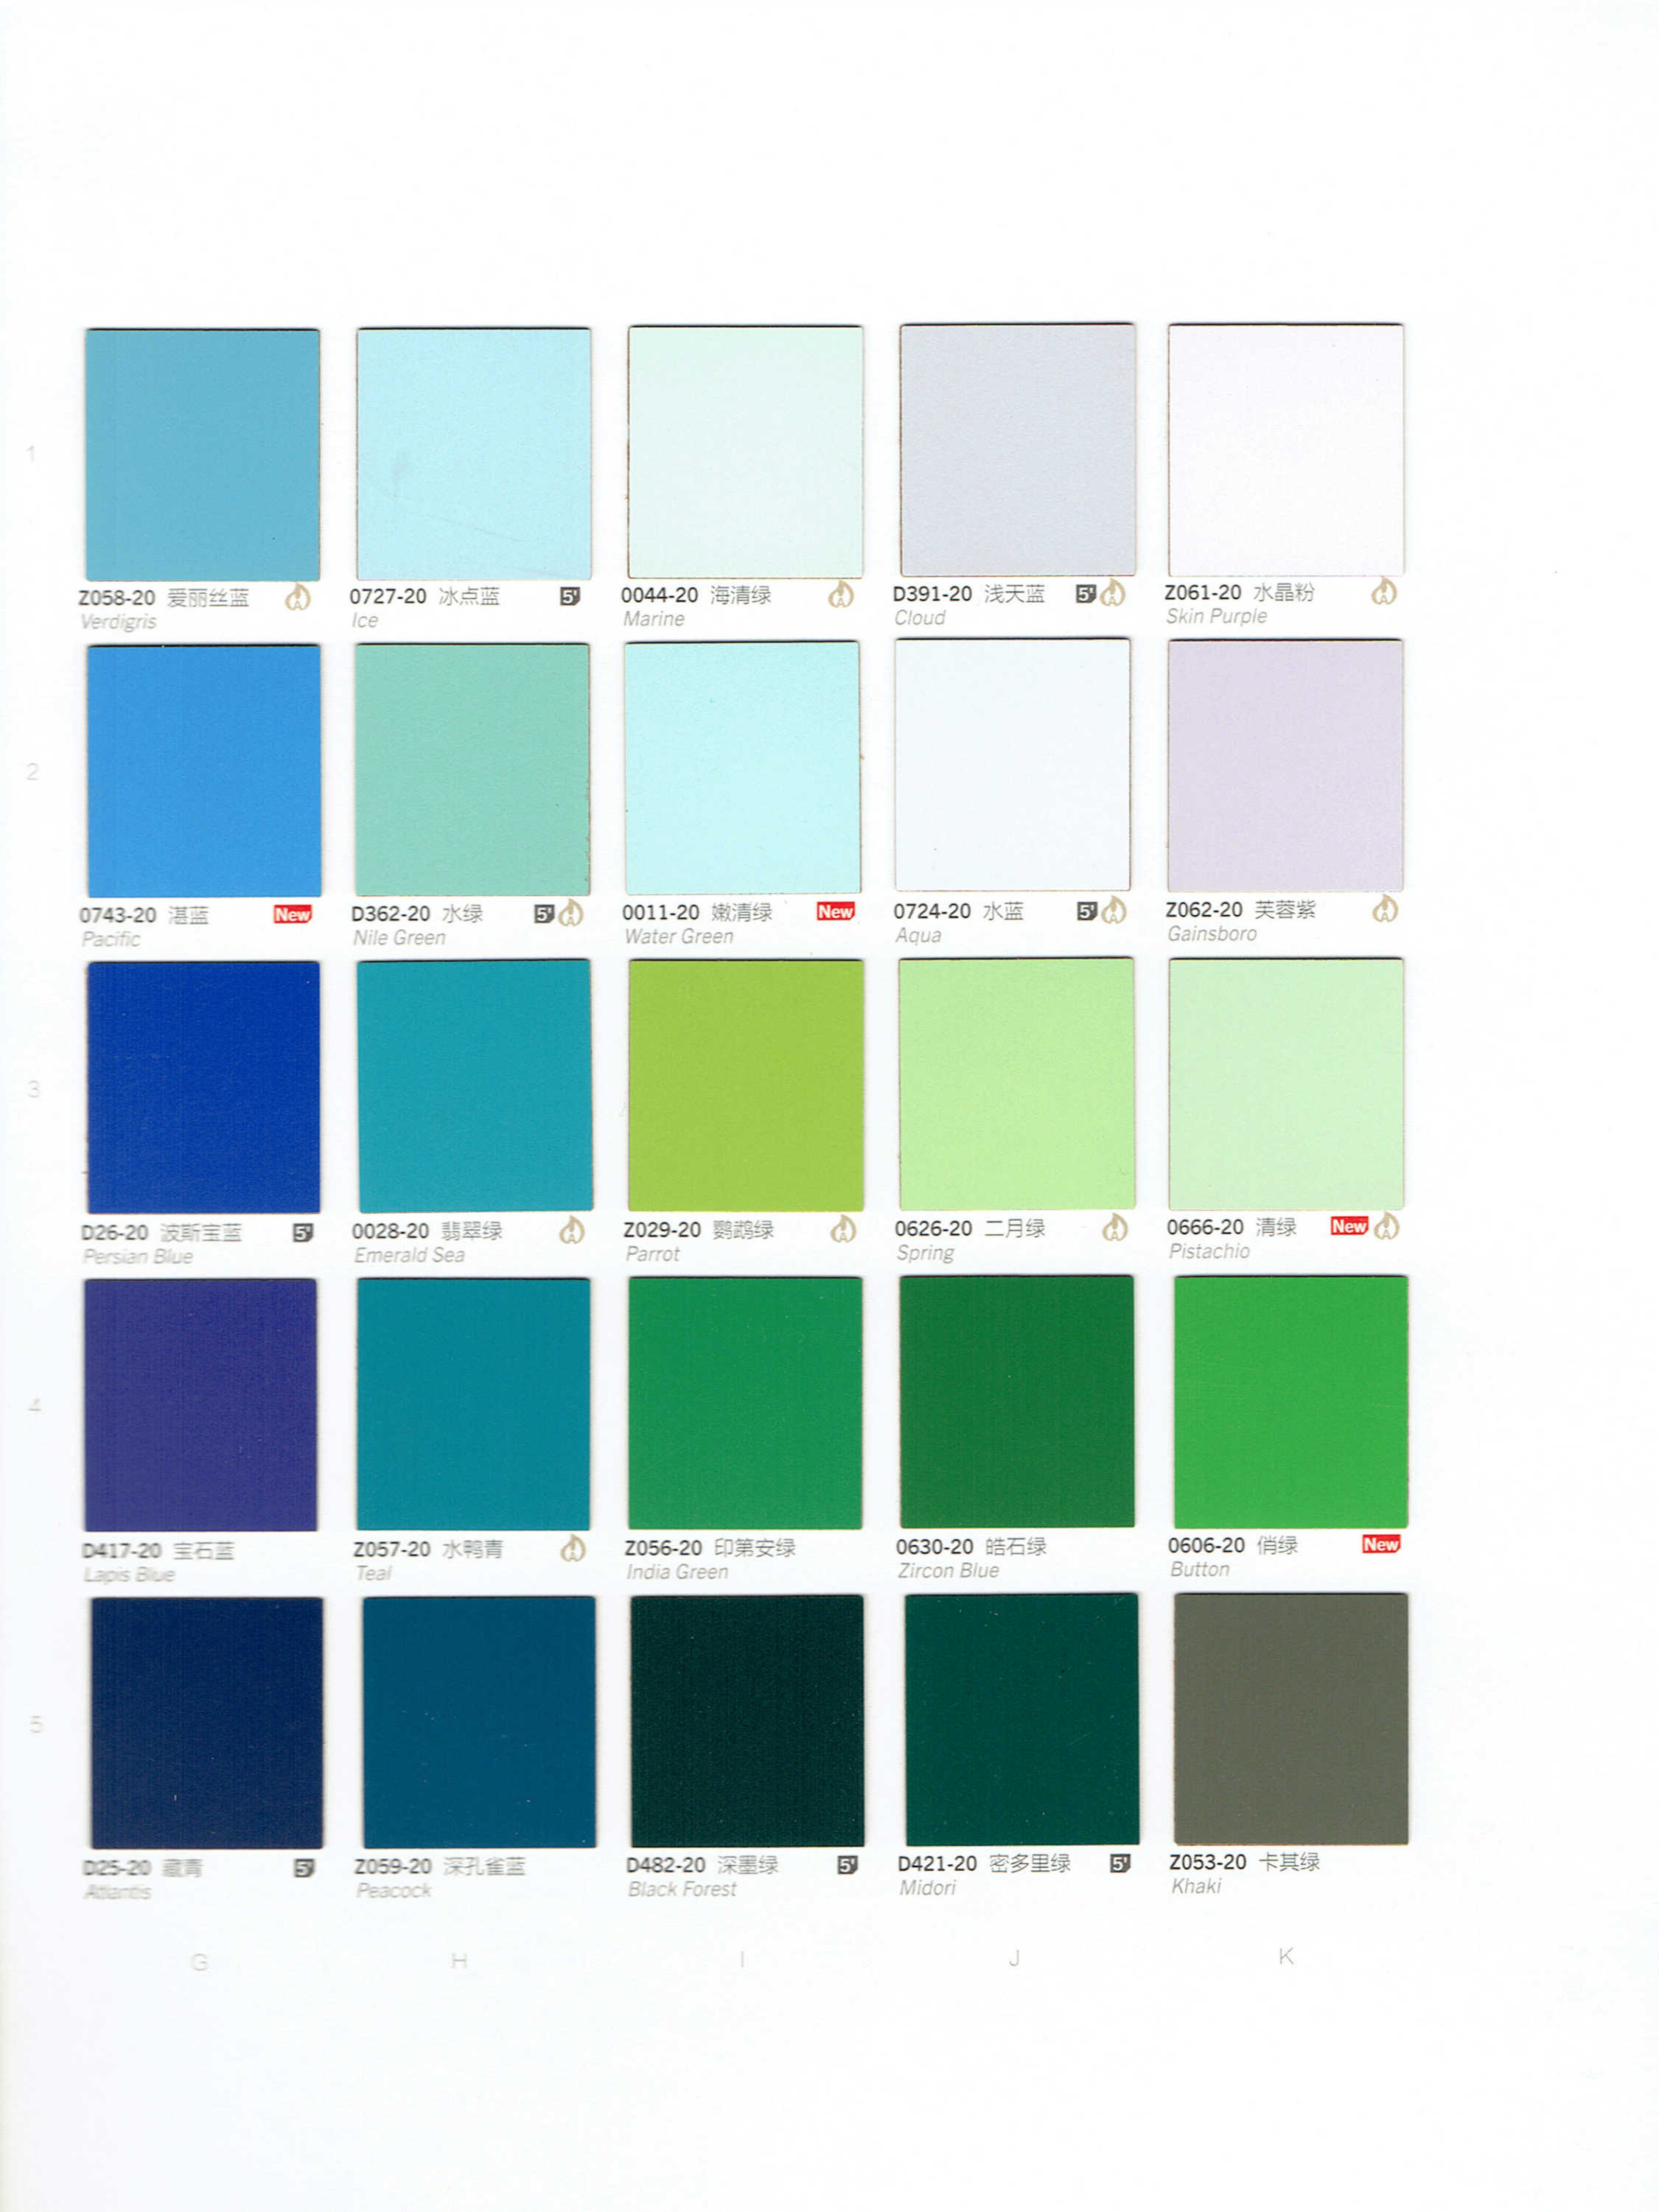 1
Z058-20 爱丽丝蓝
Verdigris
0727-20 冰点蓝 5'
Ice
0044-20 海清绿
Marine
D391-20 浅天蓝 5'
Cloud
Z061-20 水晶粉
Skin Purple
2
0743-20 湛蓝 New
Pacific
D362-20 水绿 5'
Nile Green
0011-20 嫩清绿 New
Water Green
0724-20 水蓝 5'
Aqua
Z062-20 芙蓉紫
Gainsboro
3
D26-20 波斯宝蓝 5'
Persian Blue
0028-20 翡翠绿
Emerald Sea
Z029-20 鹦鹉绿
Parrot
0626-20 二月绿
Spring
0666-20 清绿 New
Pistachio
4
D417-20 宝石蓝
Lapis Blue
Z057-20 水鸭青
Teal
Z056-20 印第安绿
India Green
0630-20 皓石绿
Zircon Blue
0606-20 俏绿 New
Button
5
D25-20 藏青 5'
Atlantis
Z059-20 深孔雀蓝
Peacock
D482-20 深墨绿 5'
Black Forest
D421-20 密多里绿 5'
Midori
Z053-20 卡其绿
Khaki
G H I J K